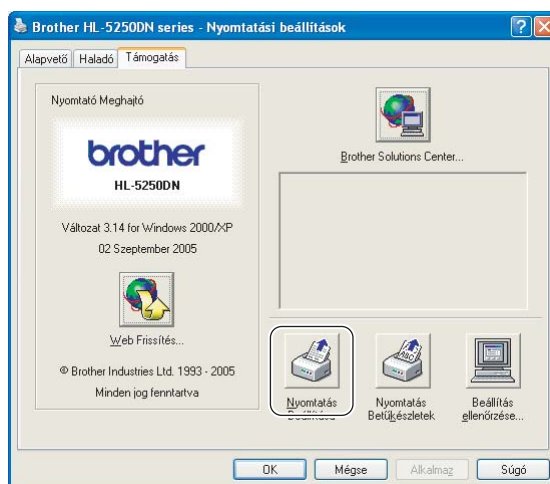 Brother HL-5250DN series - Nyomtatási beállítások
Alapvető Haladó Támogatás
Nyomtató Meghajtó
brother
HL-5250DN
Változat 3.14 for Windows 2000/XP
02 Szeptember 2005
Web Frissítés...
© Brother Industries Ltd. 1993 - 2005
Minden jog fenntartva
Brother Solutions Center...
Nyomtatás
Nyomtatás
Betűkészletek
Beállítás
ellenőrzése...
OK Mégse Alkalmaz Súgó